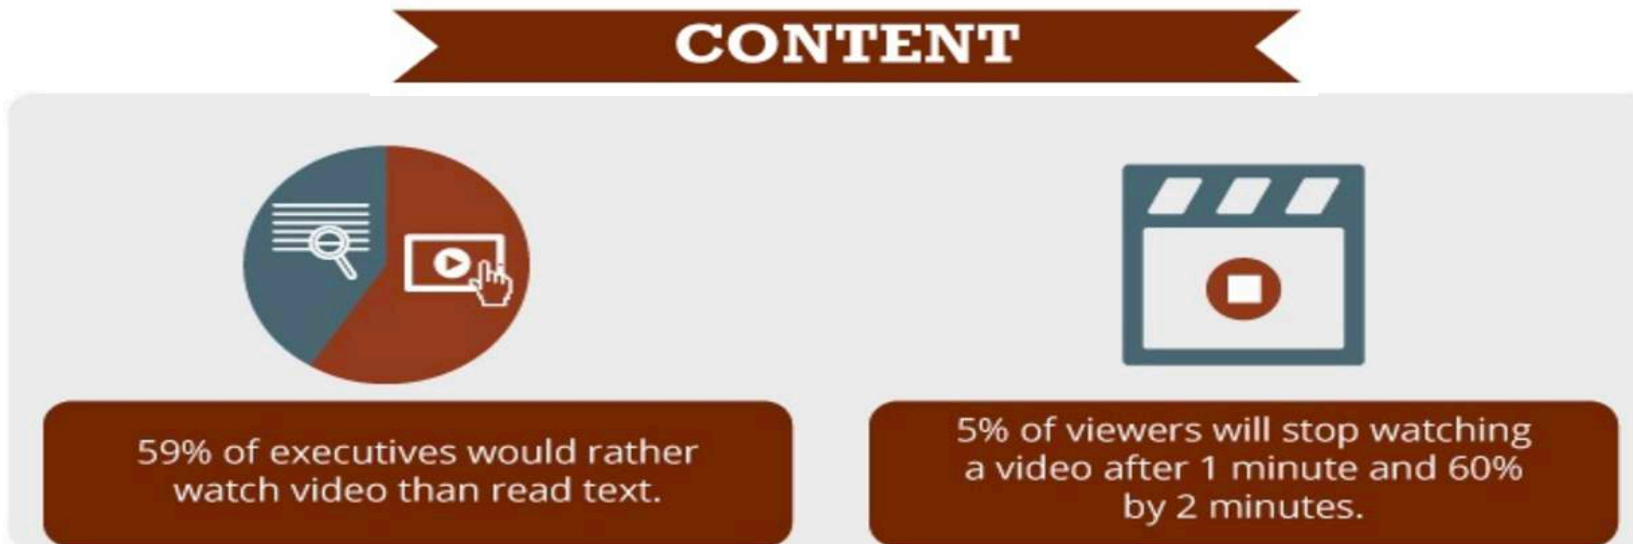 CONTENT
59% of executives would rather
watch video than read text.
5% of viewers will stop watching
a video after 1 minute and 60%
by 2 minutes.